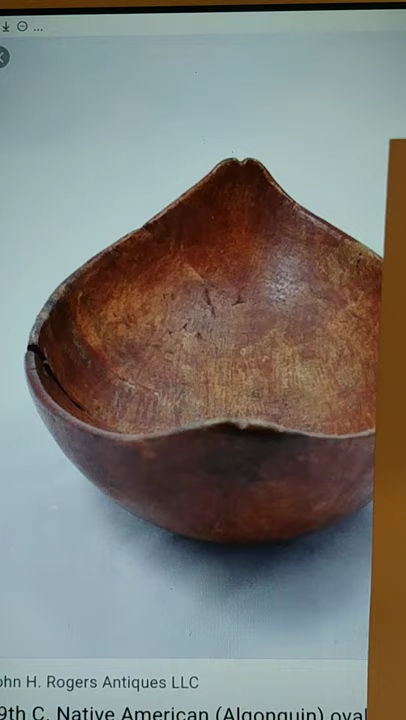 ...
ohn H. Rogers Antiques LLC
9th C. Native American (Algonquin) oval